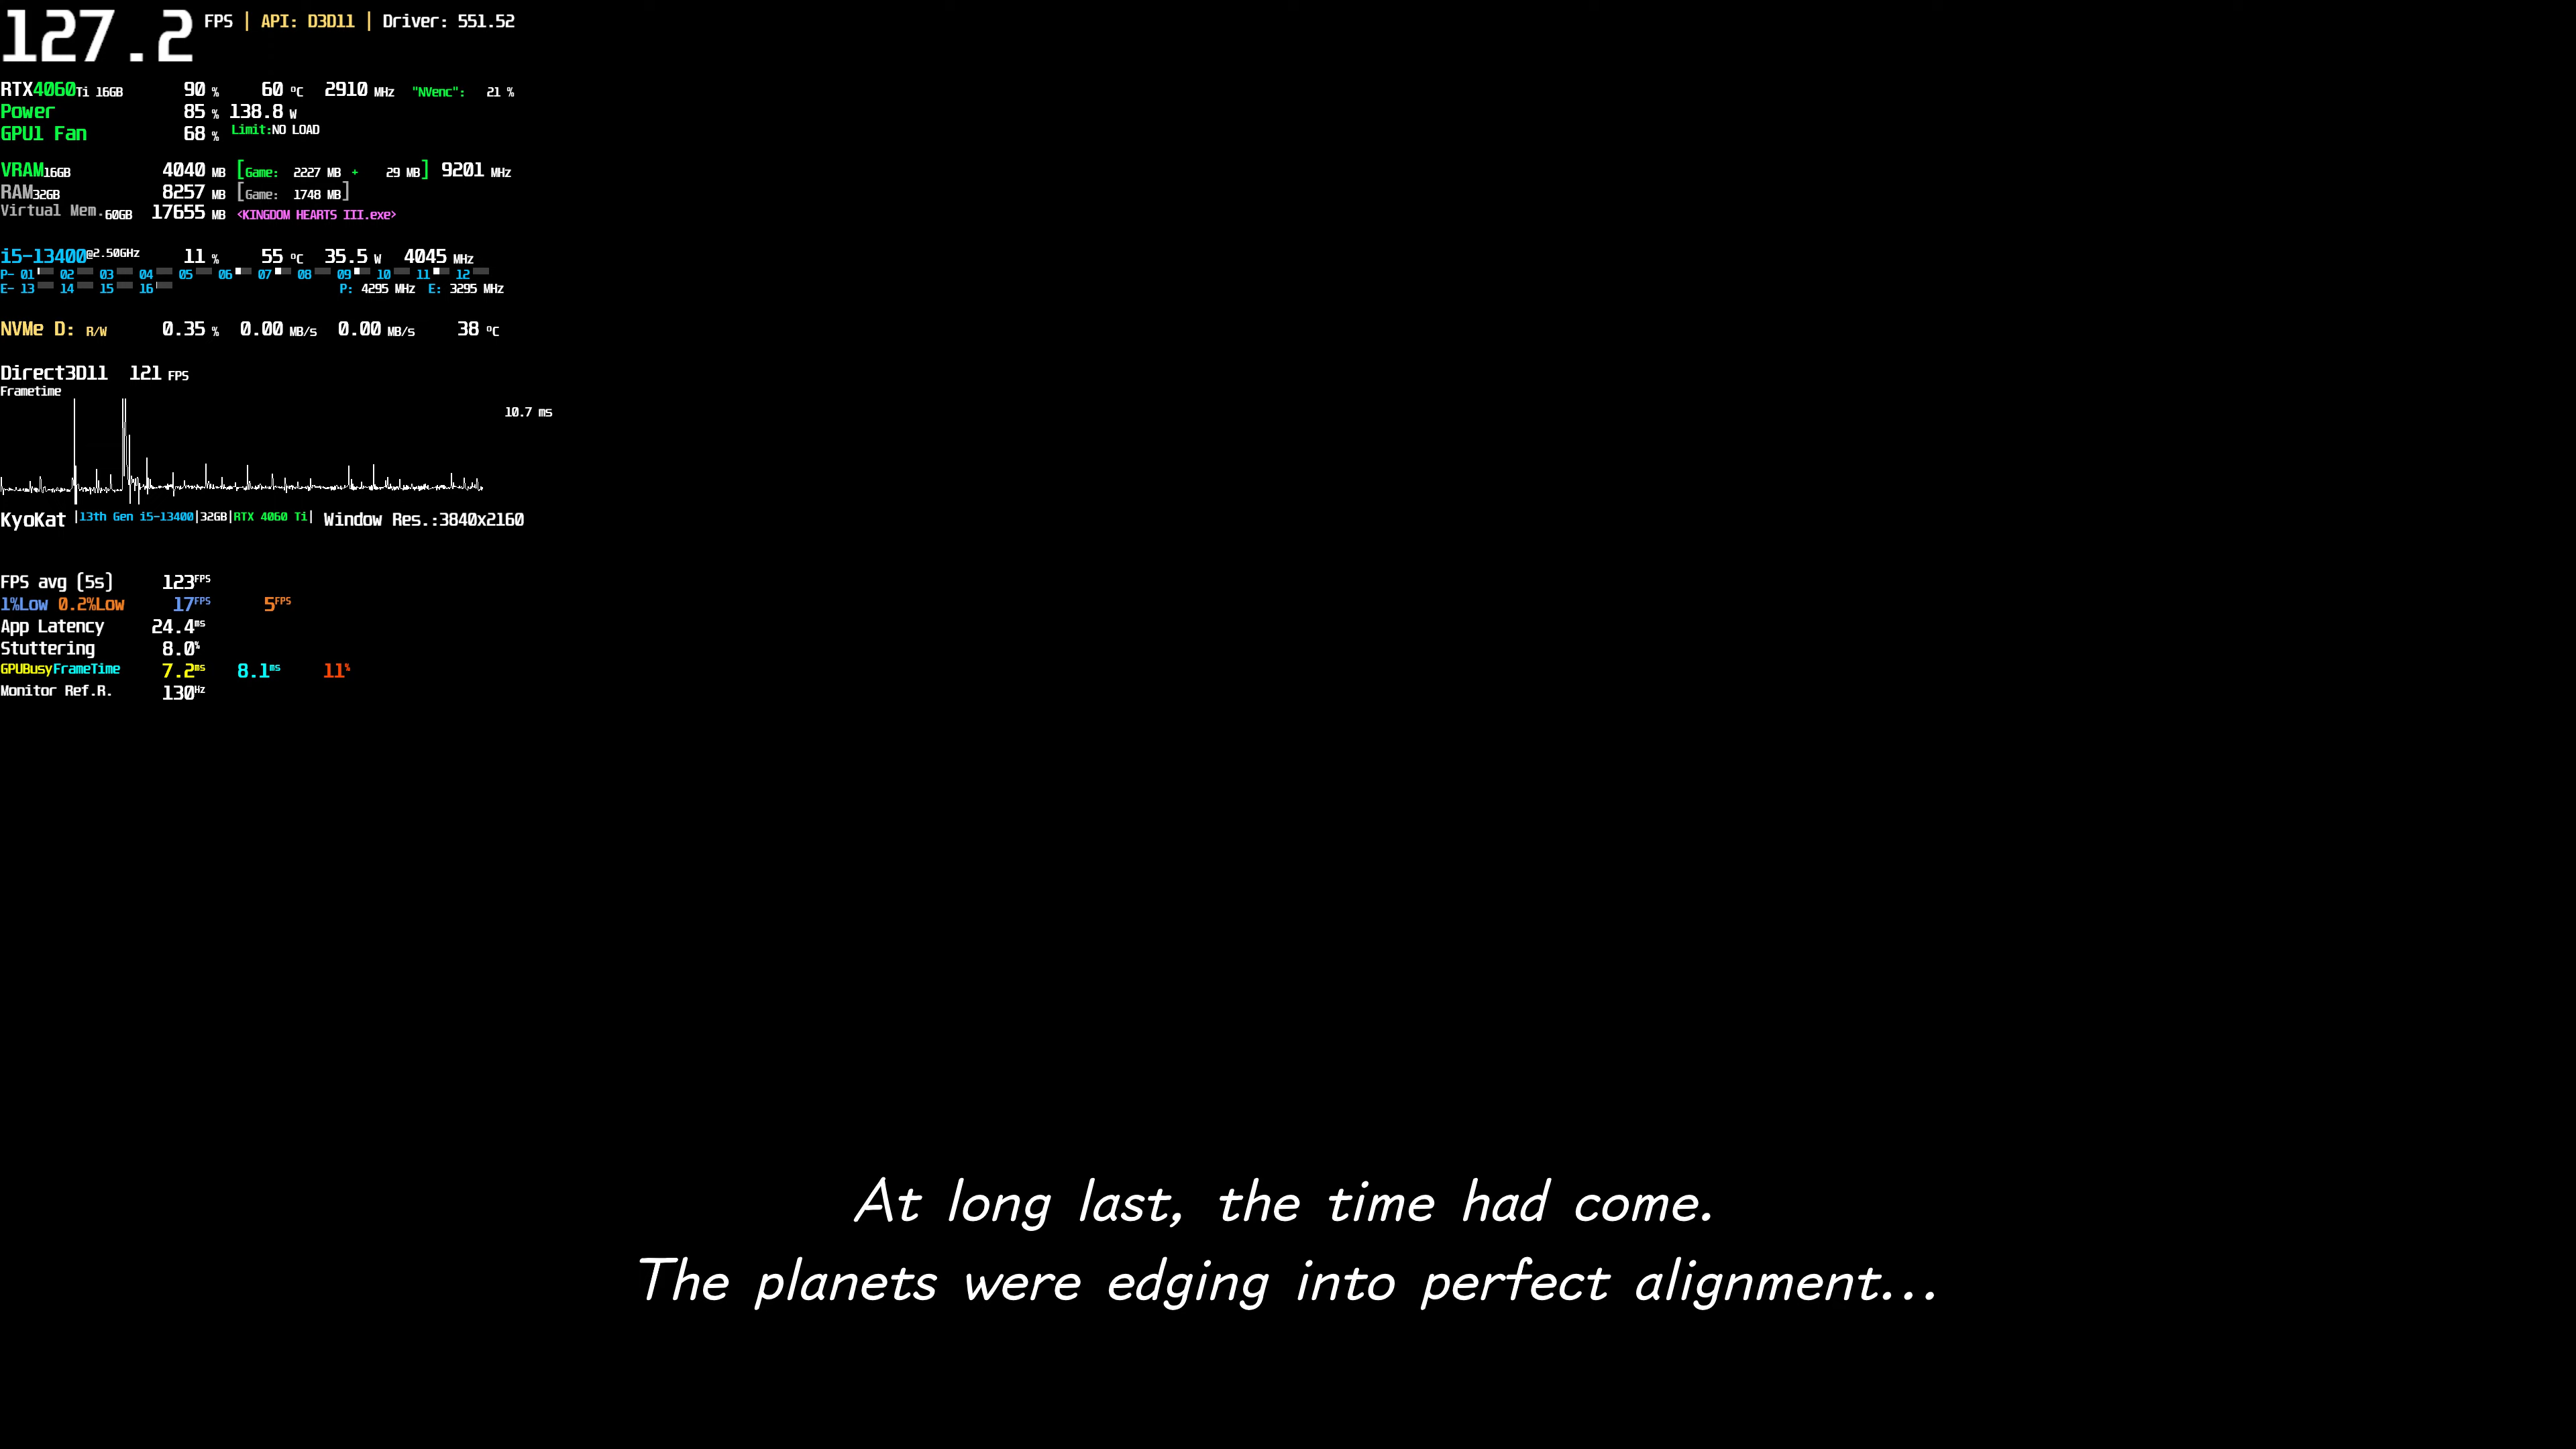 127.2 FPS | API: D3D11 | Driver: 551.52
RTX4060Ti 16GB 90 % 60 ºC 2910 MHz "NVenc": 21 %
Power 85 % 138.8 W
GPU1 Fan 68 % Limit:NO LOAD
VRAM16GB 4040 MB [Game: 2227 MB + 29 MB] 9201 MHz
RAM32GB 8257 MB [Game: 1748 MB]
Virtual Mem.60GB 17655 MB <KINGDOM HEARTS III.exe>
i5-13400@2.50GHz 11 % 55 ºC 35.5 W 4045 MHz
P- 01 02 03 04 05 06 07 08 09 10 11 12
E- 13 14 15 16 P: 4295 MHz E: 3295 MHz
NVMe D: R/W 0.35 % 0.00 MB/s 0.00 MB/s 38 ºC
Direct3D11 121 FPS
Frametime
10.7 ms
KyoKat |13th Gen i5-13400|32GB|RTX 4060 Ti| Window Res.:3840x2160
FPS avg (5s) 123FPS
1%Low 0.2%Low 17FPS 5FPS
App Latency 24.4ms
Stuttering 8.0%
GPUBusyFrameTime 7.2ms 8.1ms 11%
Monitor Ref.R. 130Hz
At long last, the time had come.
The planets were edging into perfect alignment...